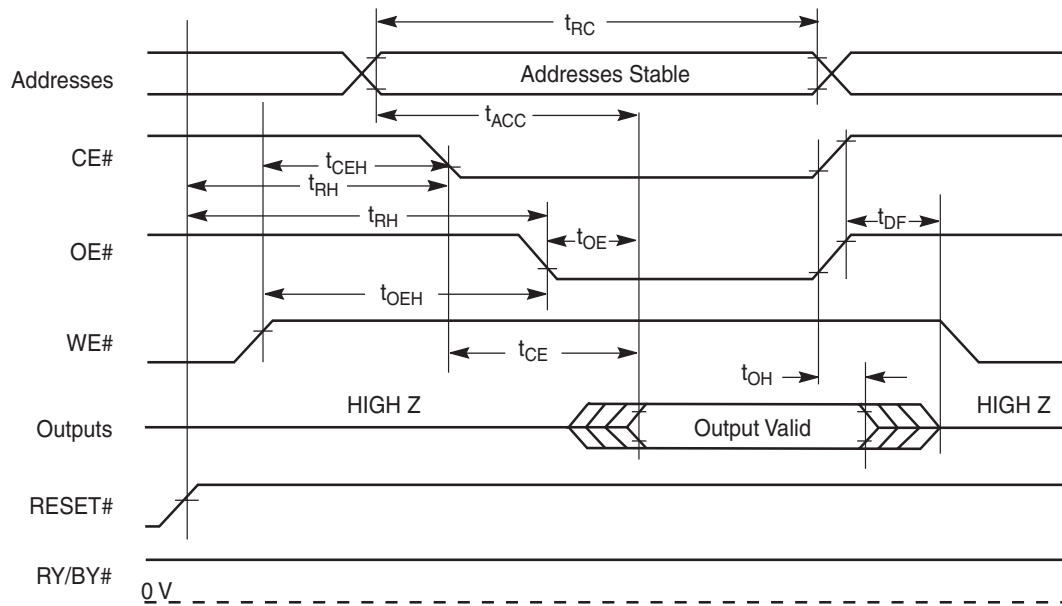 tRC
Addresses
Addresses Stable
tACC
CE#
tCEH
tRH
tRH
tDF
OE#
tOE
tOEH
WE#
tCE
tOH
HIGH Z
HIGH Z
Outputs
Output Valid
RESET#
RY/BY#
0 V